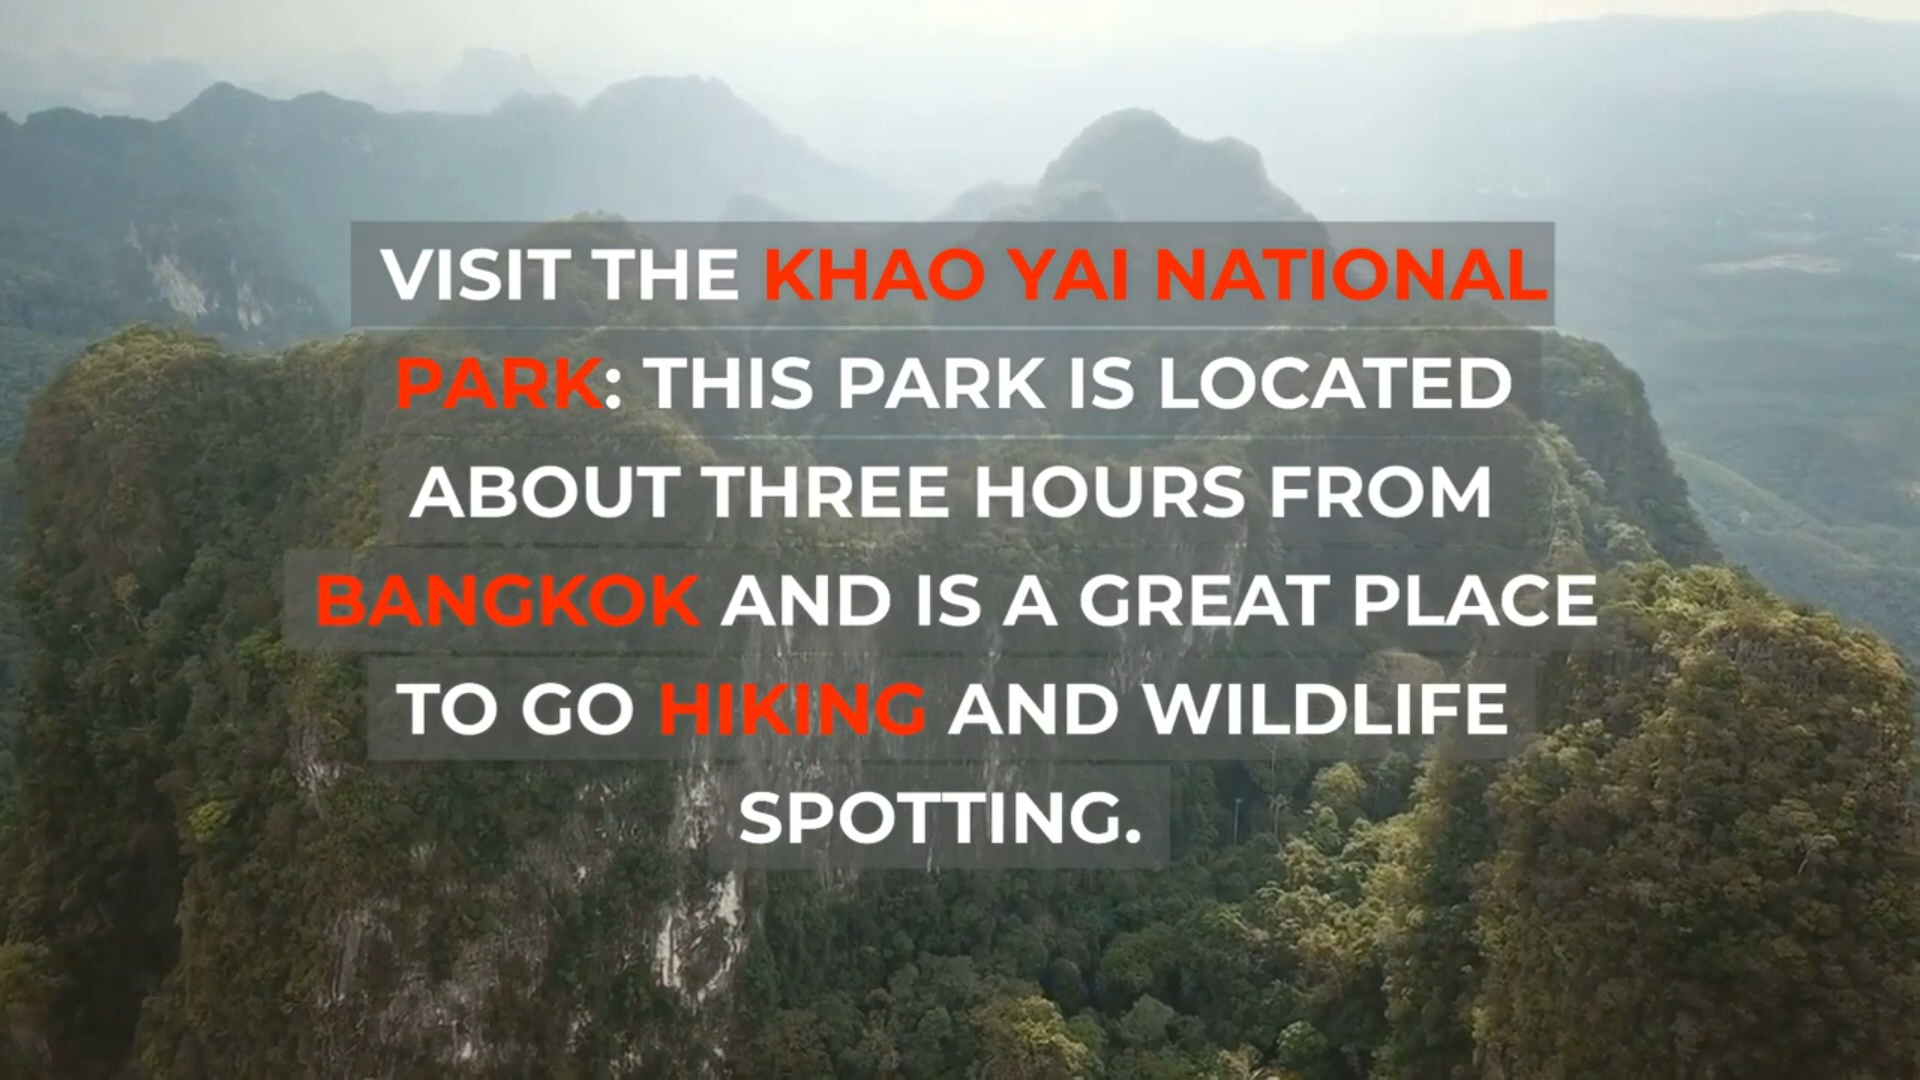 VISIT THE KHAO YAI NATIONAL
PARK: THIS PARK IS LOCATED
ABOUT THREE HOURS FROM
BANGKOK AND IS A GREAT PLACE
TO GO HIKING AND WILDLIFE
SPOTTING.